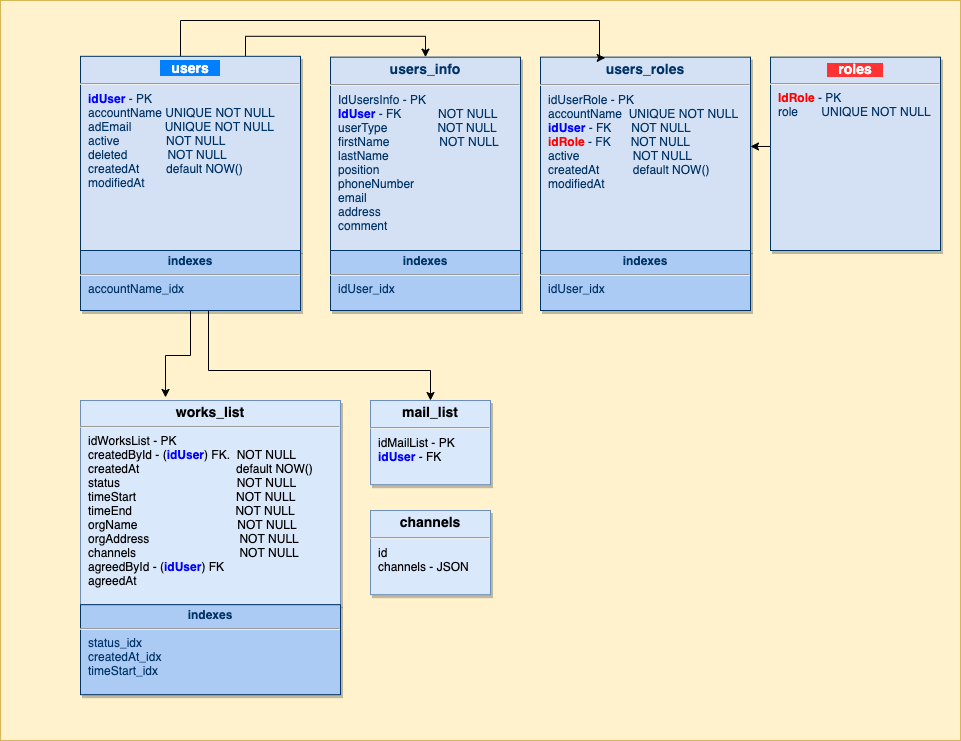 users
idUser - PK
accountName UNIQUE NOT NULL
adEmail UNIQUE NOT NULL
active NOT NULL
deleted NOT NULL
createdAt default NOW()
modifiedAt
indexes
accountName_idx
users_info
IdUsersInfo - PK
IdUser - FK NOT NULL
userType NOT NULL
firstName NOT NULL
lastName
position
phoneNumber
email
address
comment
indexes
idUser_idx
users_roles
idUserRole - PK
accountName UNIQUE NOT NULL
idUser - FK NOT NULL
idRole - FK NOT NULL
active NOT NULL
createdAt default NOW()
modifiedAt
indexes
idUser_idx
roles
IdRole - PK
role UNIQUE NOT NULL
works_list
idWorksList - PK
createdById - (idUser) FK. NOT NULL
createdAt default NOW()
status NOT NULL
timeStart NOT NULL
timeEnd NOT NULL
orgName NOT NULL
orgAddress NOT NULL
channels NOT NULL
agreedById - (idUser) FK
agreedAt
indexes
status_idx
createdAt_idx
timeStart_idx
mail_list
idMailList - PK
idUser - FK
channels
id
channels - JSON